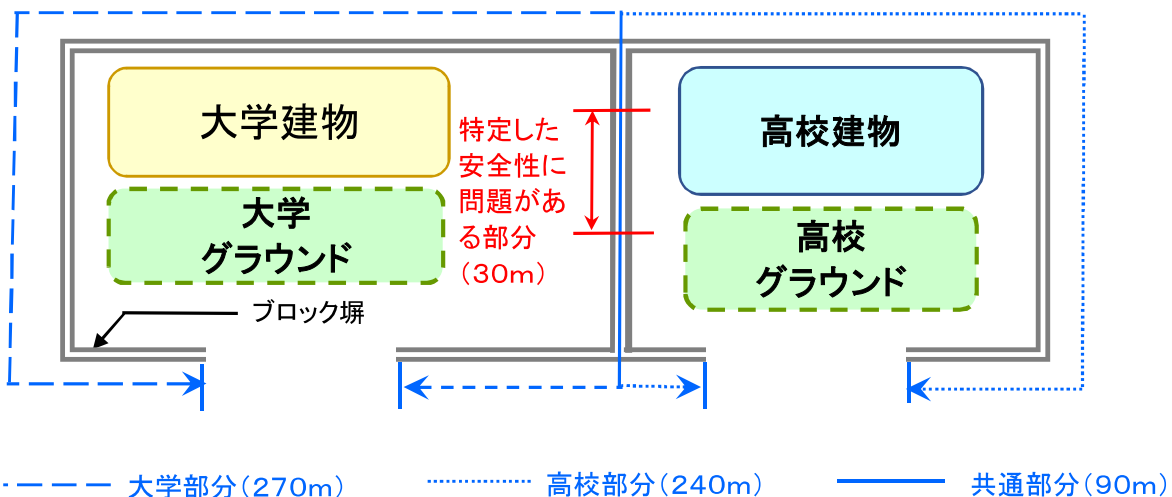 大学建物
高校建物
特定した
安全性に
問題があ
る部分
（30m）
大学
グラウンド
高校
グラウンド
ブロック塀
大学部分（270m）
高校部分（240m）
共通部分（90m）